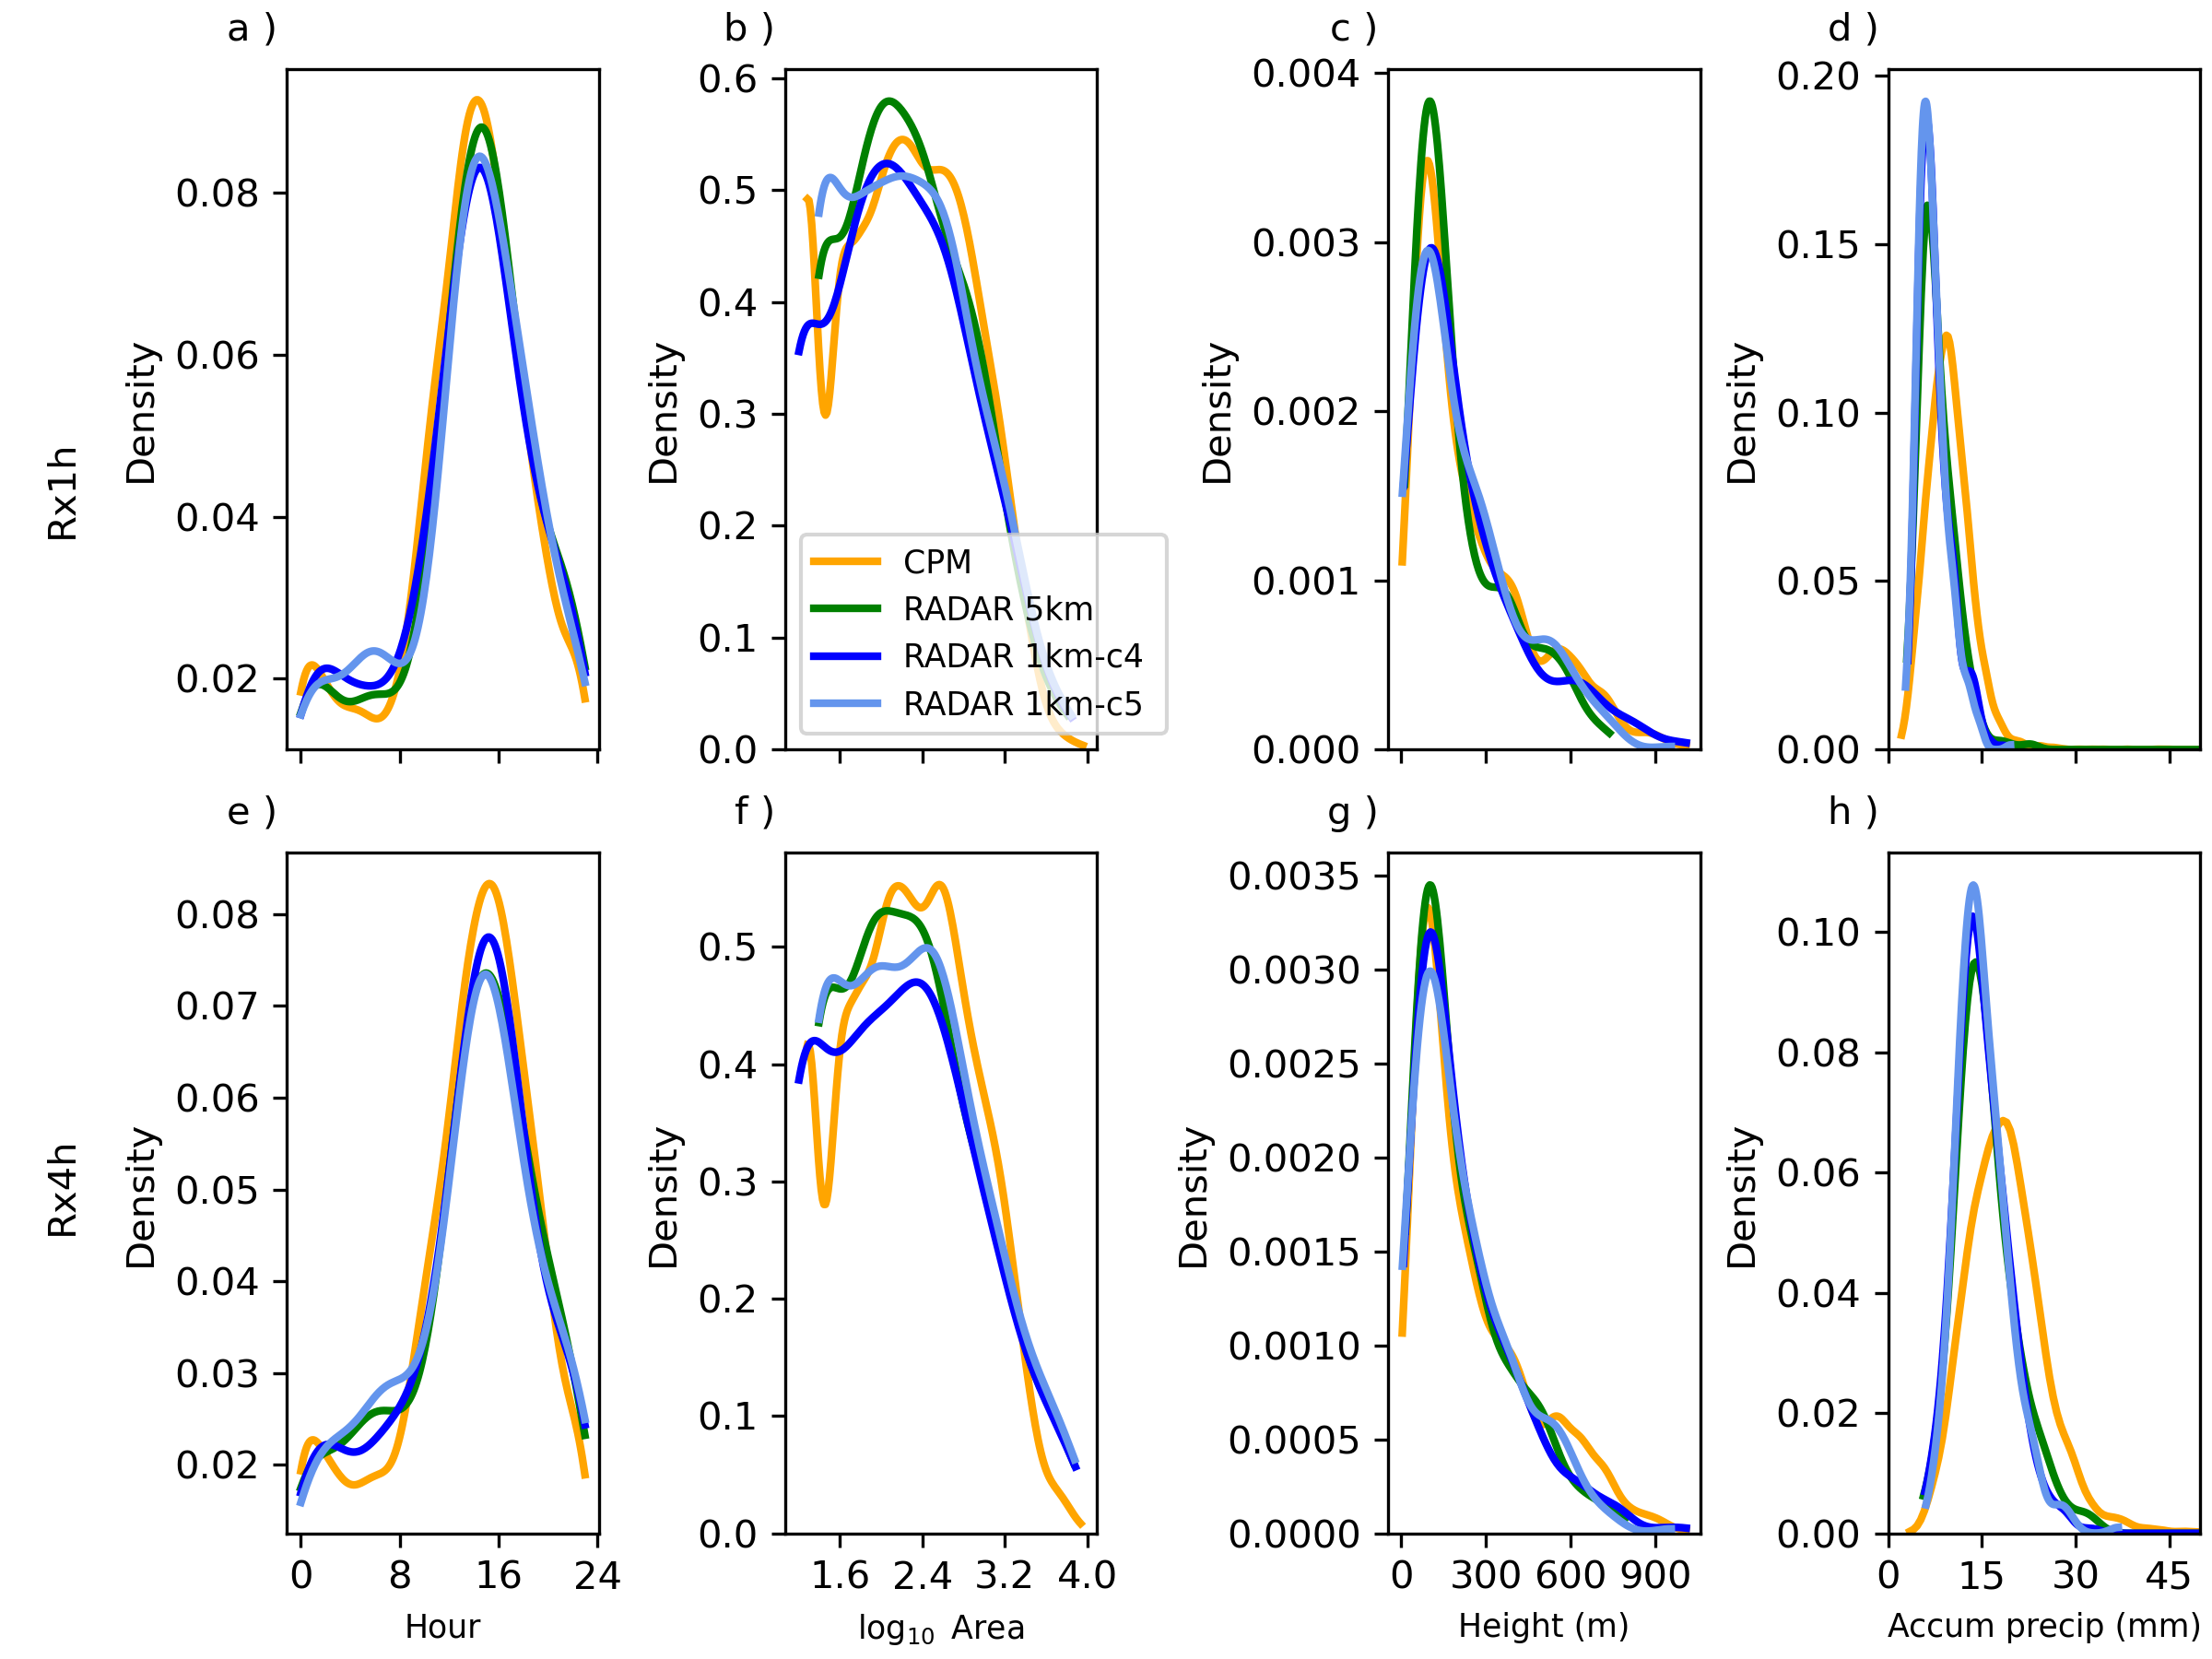 a )
b )
c )
d )
Rx1h
Density
0.08
0.06
0.04
0.02
Density
0.6
0.5
0.4
0.3
0.2
0.1
0.0
CPM
RADAR 5km
RADAR 1km-c4
RADAR 1km-c5
Density
0.004
0.003
0.002
0.001
0.000
Density
0.20
0.15
0.10
0.05
0.00
e )
f )
g )
h )
Rx4h
Density
0.08
0.07
0.06
0.05
0.04
0.03
0.02
0
8
16
24
Hour
Density
0.5
0.4
0.3
0.2
0.1
0.0
1.6
2.4
3.2
4.0
log₁₀ Area
Density
0.0035
0.0030
0.0025
0.0020
0.0015
0.0010
0.0005
0.0000
0
300
600
900
Height (m)
Density
0.10
0.08
0.06
0.04
0.02
0.00
0
15
30
45
Accum precip (mm)